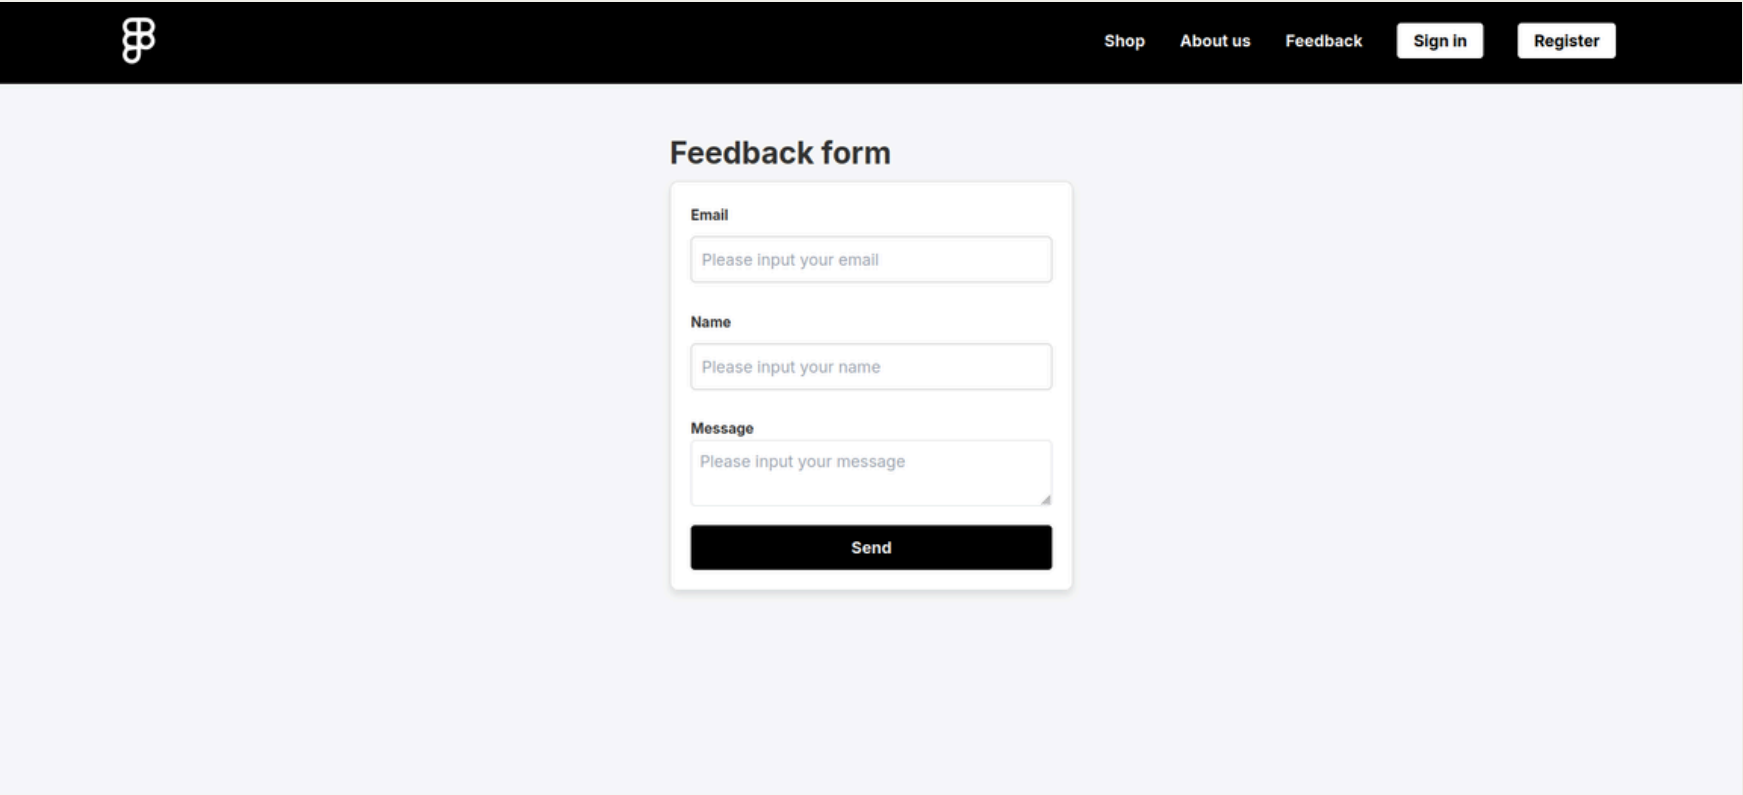 Shop About us Feedback Sign in Register
Feedback form
Email
Please input your email
Name
Please input your name
Message
Please input your message
Send